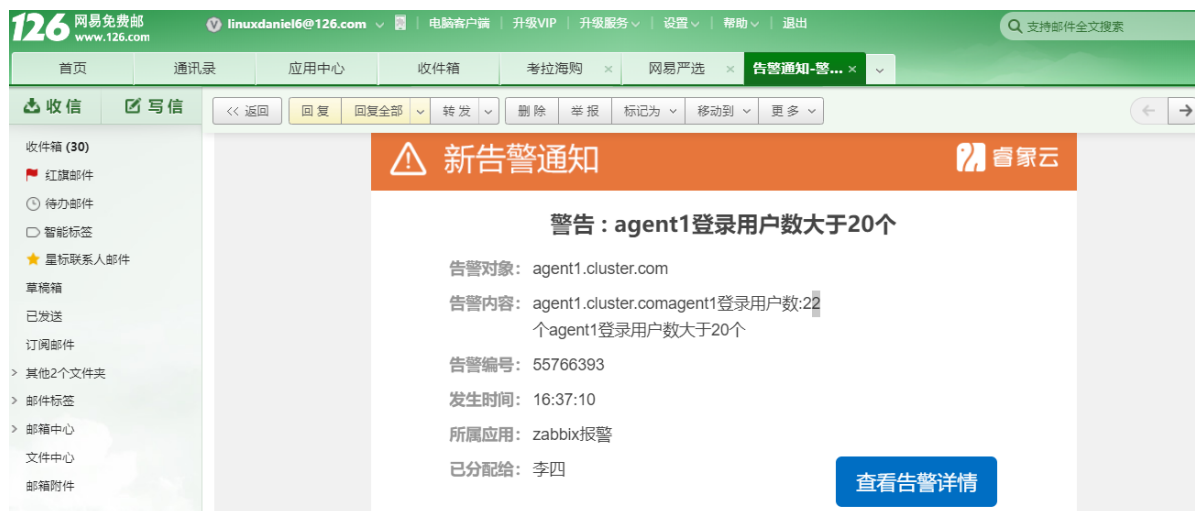 126 网易免费邮
www.126.com
linuxdaniel6@126.com
电脑客户端 | 升级VIP | 升级服务 | 设置 | 帮助 | 退出
支持邮件全文搜索
首页
通讯录
应用中心
收件箱
考拉海购 ×
网易严选 ×
告警通知-警... ×
收信
写信
<< 返回
回复
回复全部
转发
删除
举报
标记为
移动到
更多
收件箱 (30)
红旗邮件
待办邮件
智能标签
星标联系人邮件
草稿箱
已发送
订阅邮件
其他2个文件夹
邮件标签
邮箱中心
文件中心
邮箱附件
新告警通知
睿象云
警告：agent1登录用户数大于20个
告警对象： agent1.cluster.com
告警内容： agent1.cluster.comagent1登录用户数:22
个agent1登录用户数大于20个
告警编号： 55766393
发生时间： 16:37:10
所属应用： zabbix报警
已分配给： 李四
查看告警详情